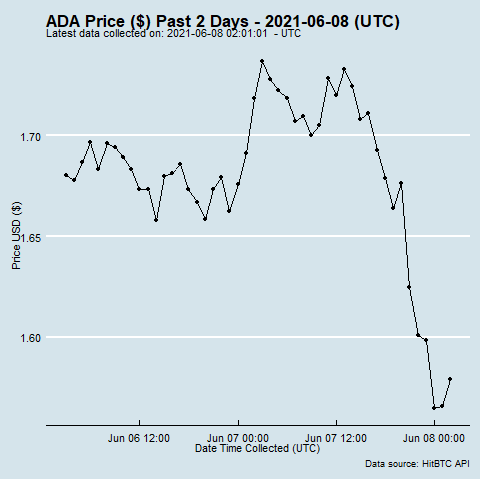 ADA Price ($) Past 2 Days - 2021-06-08 (UTC)
Latest data collected on: 2021-06-08 02:01:01 - UTC
Price USD ($)
1.70
1.65
1.60
Jun 06 12:00
Jun 07 00:00
Jun 07 12:00
Jun 08 00:00
Date Time Collected (UTC)
Data source: HitBTC API